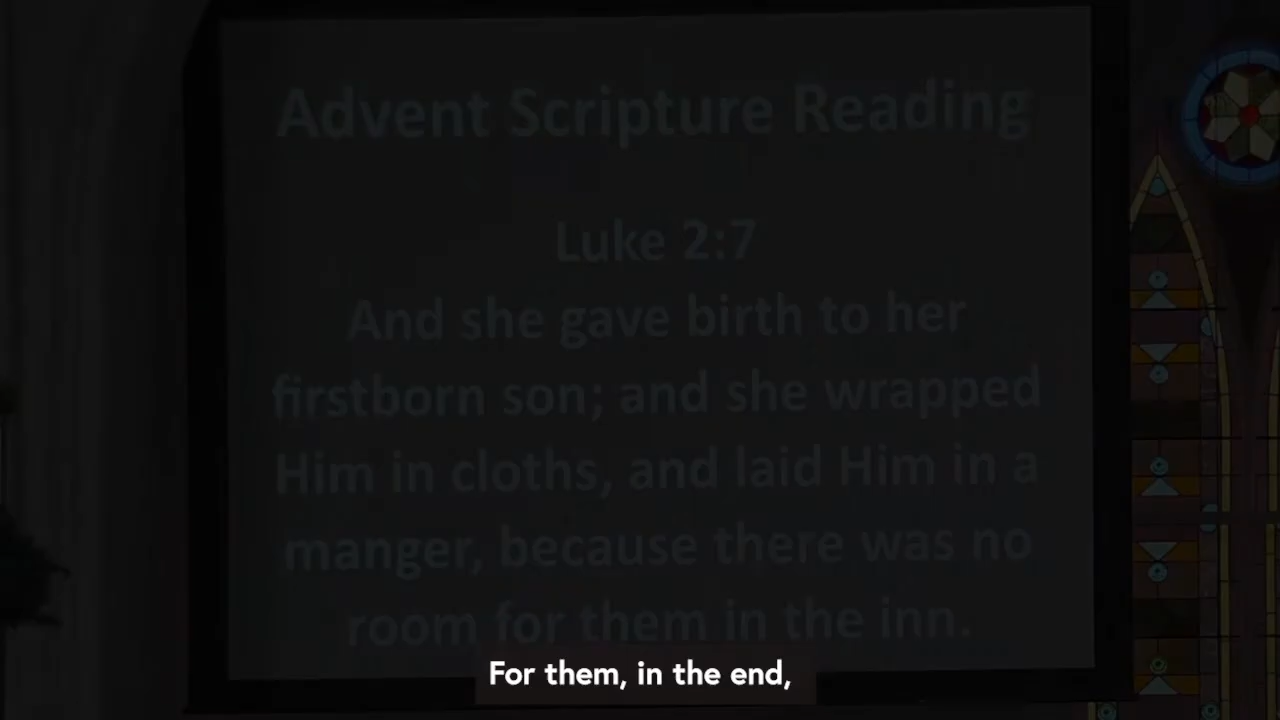 Advent Scripture Reading
Luke 2:7
And she gave birth to her
firstborn son; and she wrapped
Him in cloths, and laid Him in a
manger, because there was no
room for them in the inn.
For them, in the end,